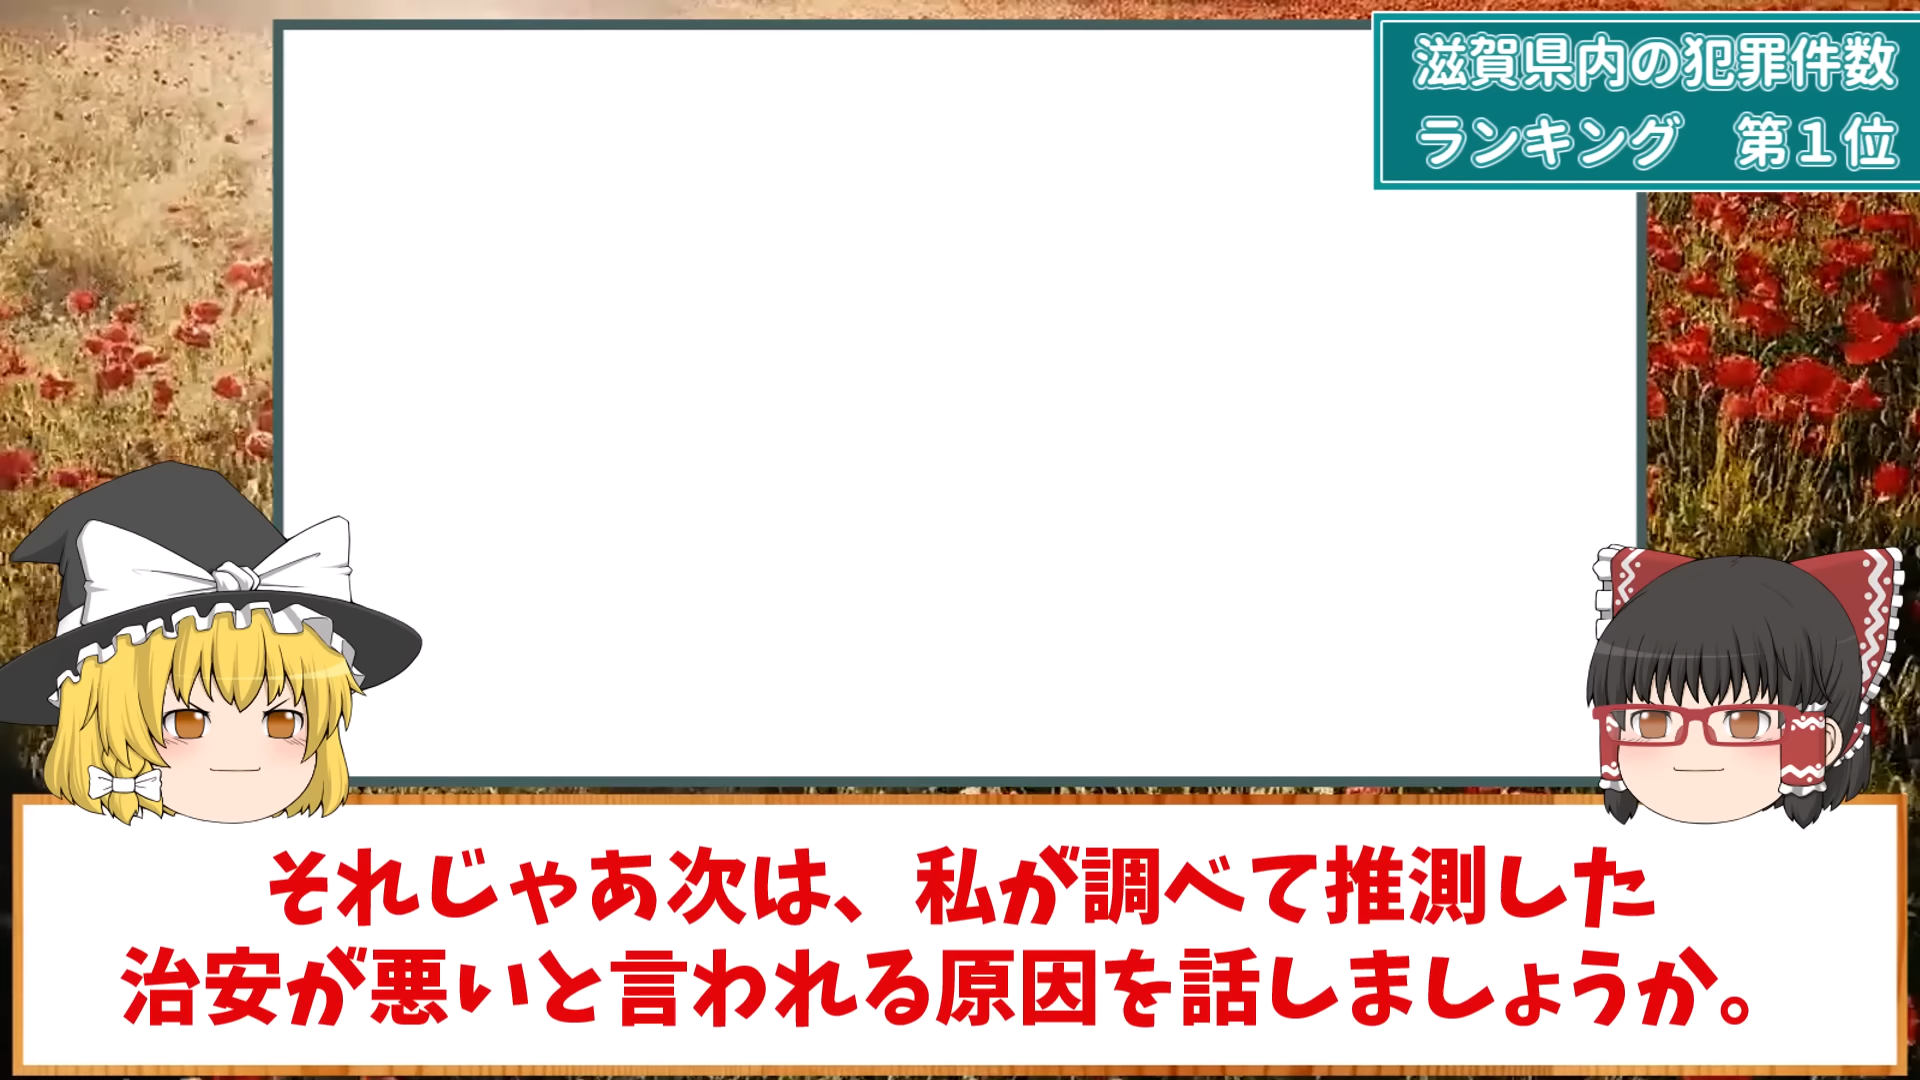 滋賀県内の犯罪件数
ランキング　第１位
それじゃあ次は、私が調べて推測した
治安が悪いと言われる原因を話しましょうか。